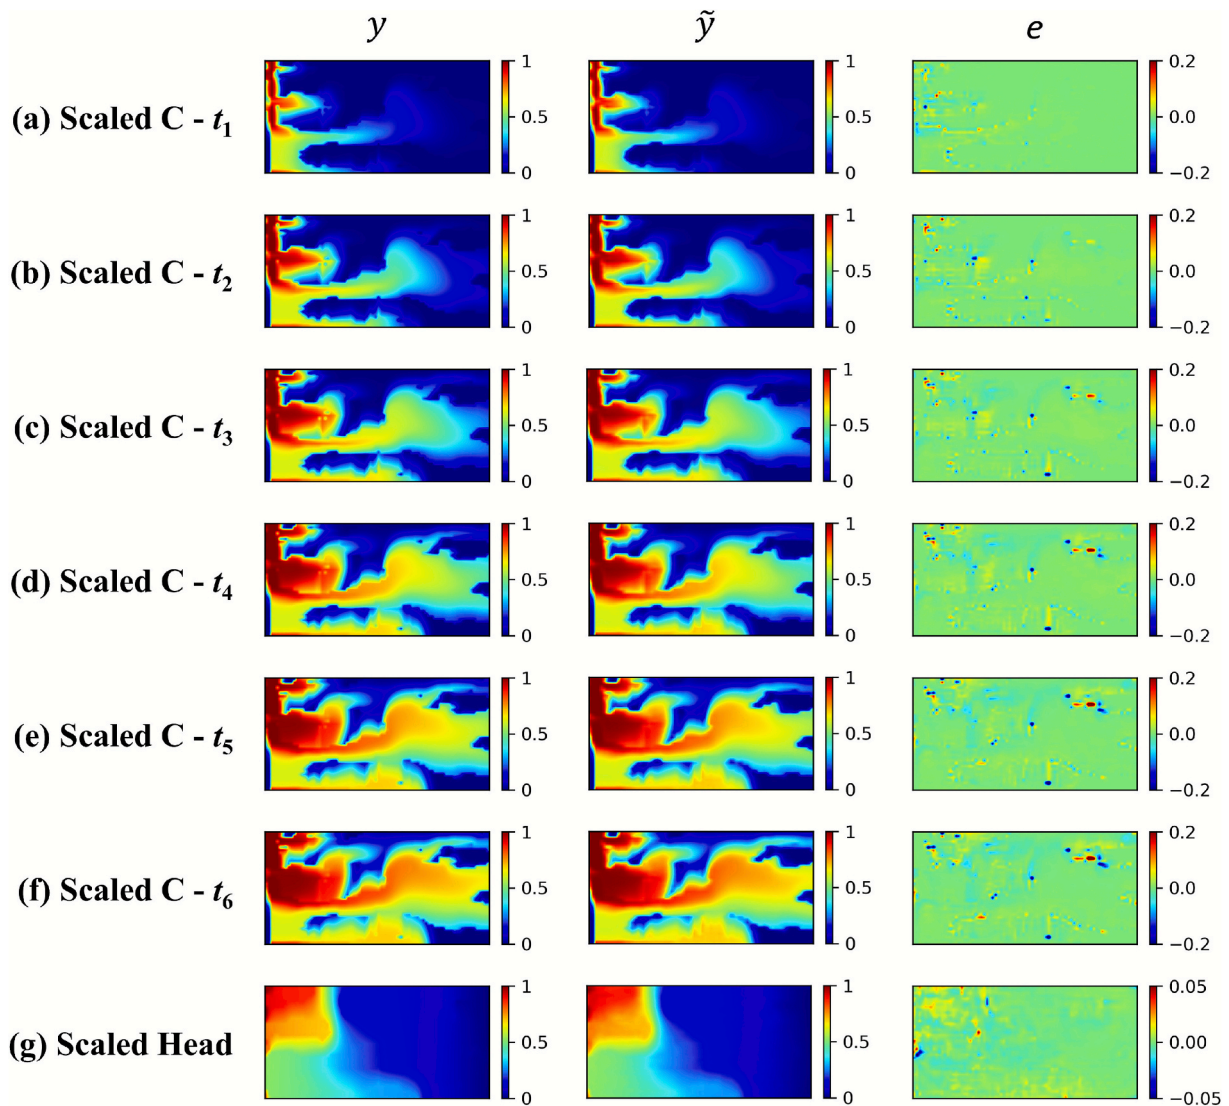 y ỹ e
(a) Scaled C - t1 1 0.5 0 1 0.5 0 0.2 0.0 −0.2
(b) Scaled C - t2 1 0.5 0 1 0.5 0 0.2 0.0 −0.2
(c) Scaled C - t3 1 0.5 0 1 0.5 0 0.2 0.0 −0.2
(d) Scaled C - t4 1 0.5 0 1 0.5 0 0.2 0.0 −0.2
(e) Scaled C - t5 1 0.5 0 1 0.5 0 0.2 0.0 −0.2
(f) Scaled C - t6 1 0.5 0 1 0.5 0 0.2 0.0 −0.2
(g) Scaled Head 1 0.5 0 1 0.5 0 0.05 0.00 −0.05